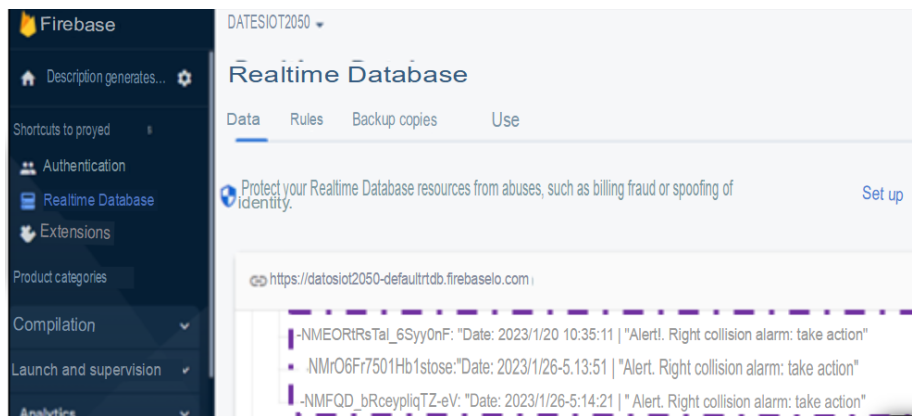 Firebase
Description generates...
Shortcuts to proyed
Authentication
Realtime Database
Extensions
Product categories
Compilation
Launch and supervision
Analytics
DATESIOT2050
Realtime Database
Data Rules Backup copies Use
Protect your Realtime Database resources from abuses, such as billing fraud or spoofing of
identity.
Set up
https://datosiot2050-defaultrtdb.firebaselo.com
-NMEORtRsTal_6Syy0nF: "Date: 2023/1/20 10:35:11 | "Alert!. Right collision alarm: take action"
-NMrO6Fr7501Hb1stose:"Date: 2023/1/26-5.13:51 | "Alert. Right collision alarm: take action"
-NMFQD_bRceypliqTZ-eV: "Date: 2023/1/26-5:14:21 | "Alert. Right collision alarm: take action"